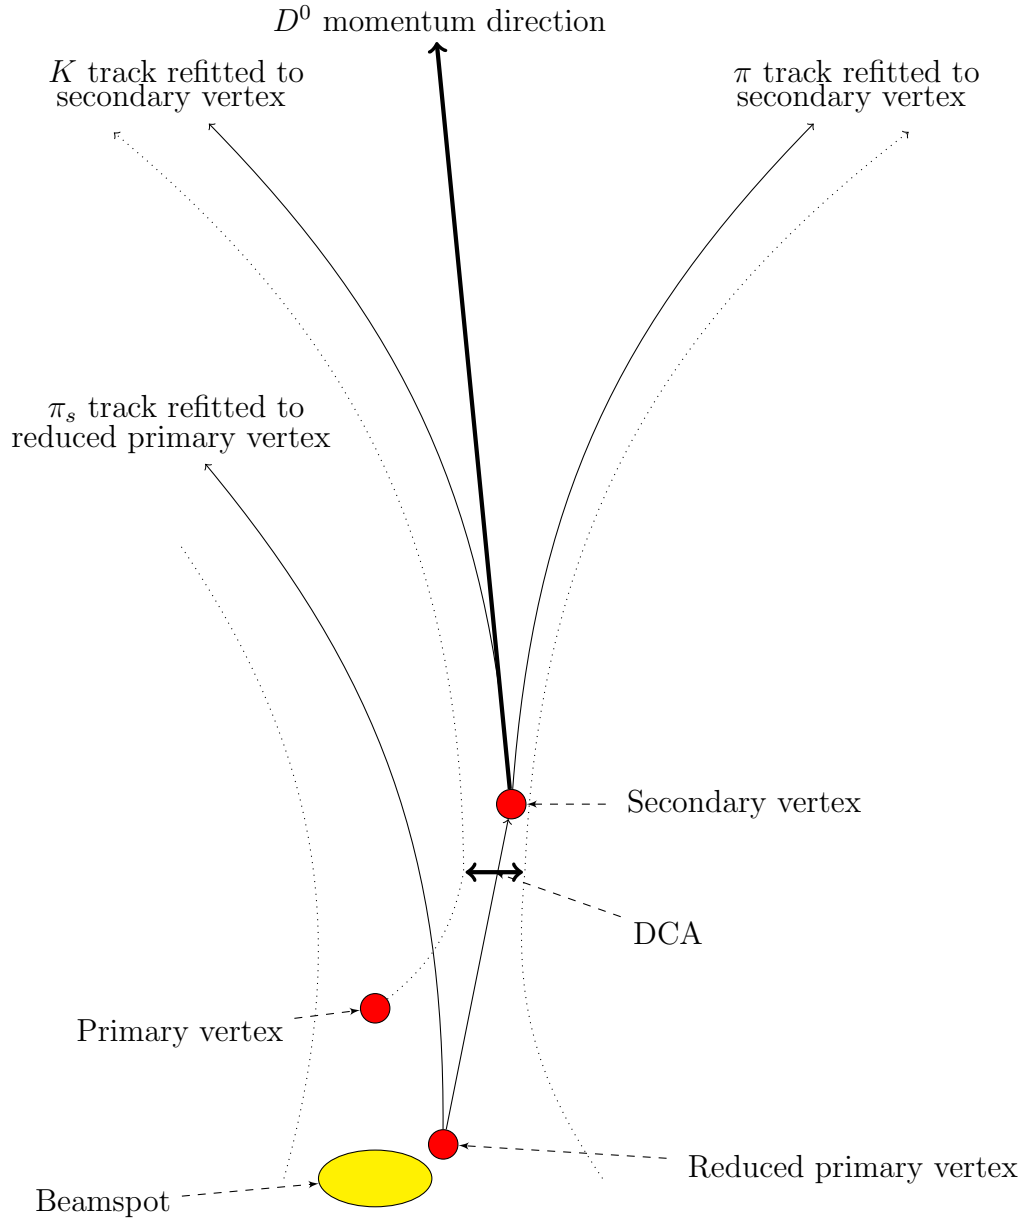 D⁰ momentum direction
K track refitted to
secondary vertex
π track refitted to
secondary vertex
πₛ track refitted to
reduced primary vertex
Secondary vertex
DCA
Primary vertex
Reduced primary vertex
Beamspot